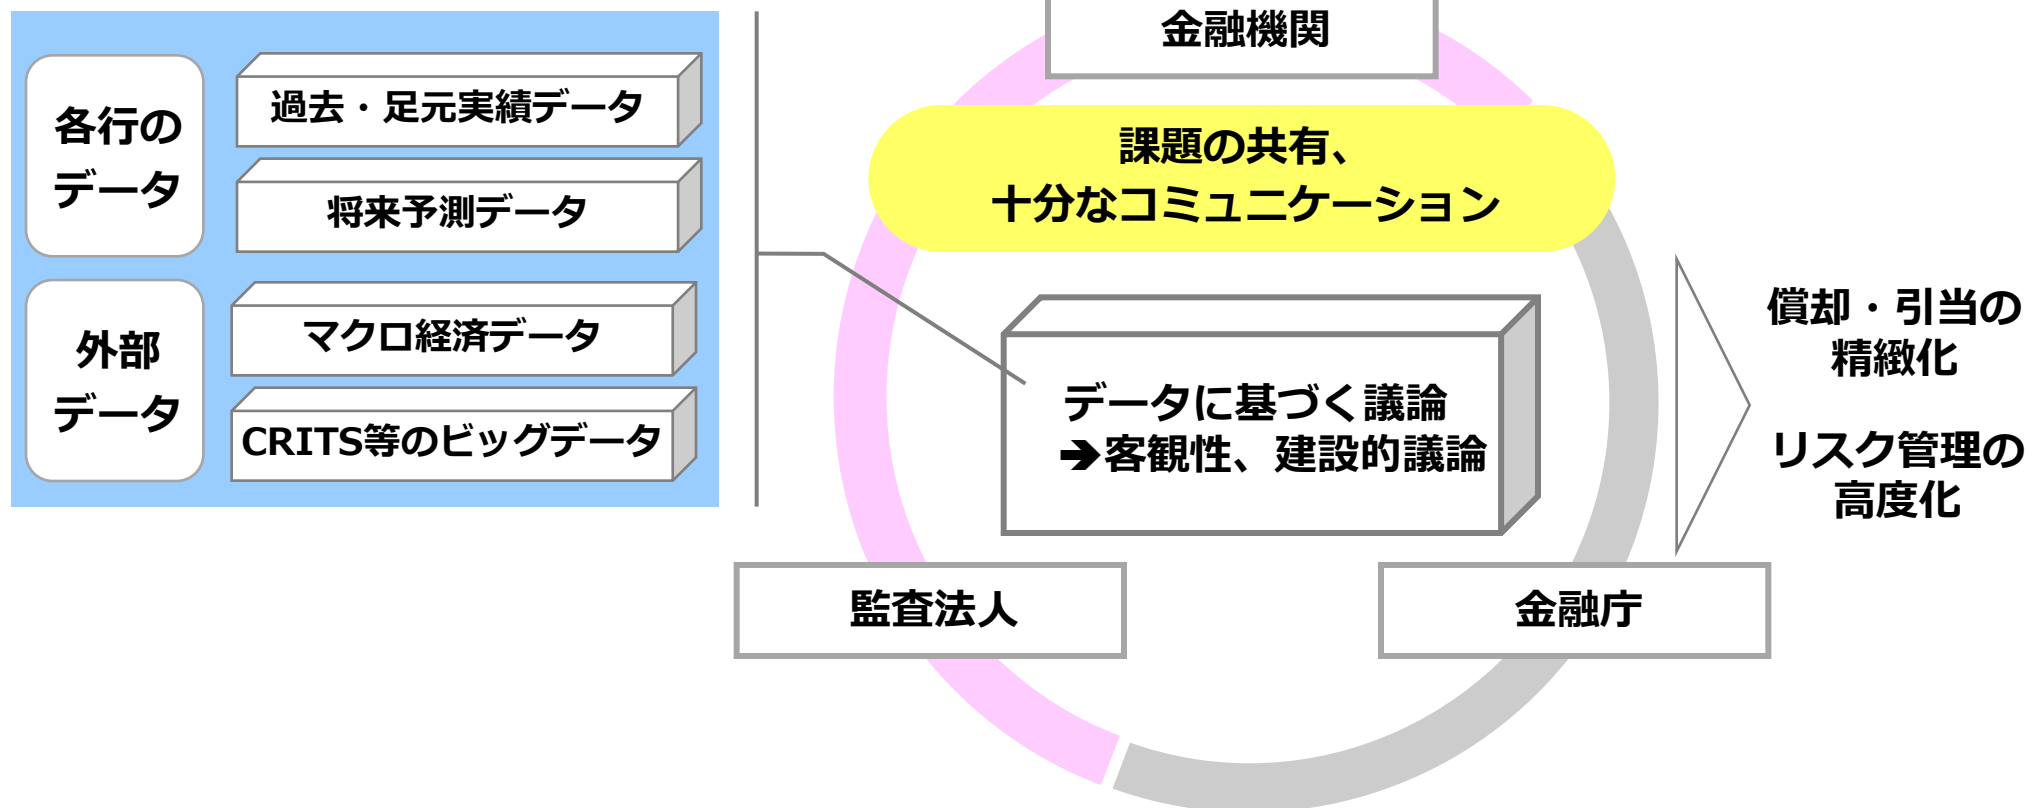 各行の
データ
過去・足元実績データ
将来予測データ
外部
データ
マクロ経済データ
CRITS等のビッグデータ
金融機関
課題の共有、
十分なコミュニケーション
データに基づく議論
➔客観性、建設的議論
監査法人
金融庁
償却・引当の
精緻化
リスク管理の
高度化